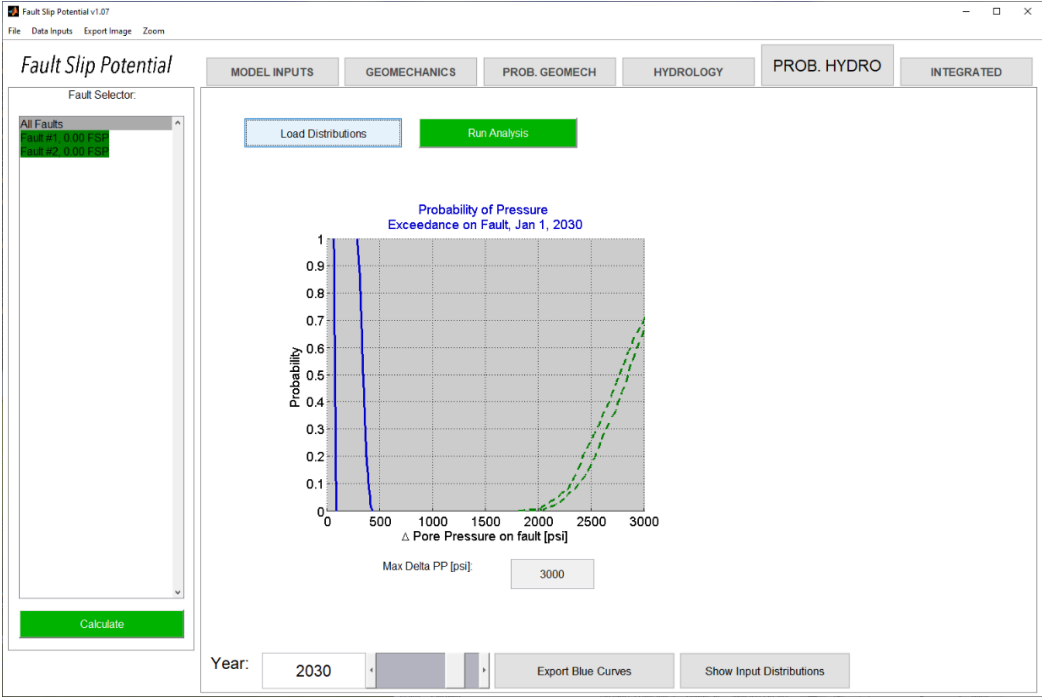 Fault Slip Potential v1.07
File Data Inputs Export Image Zoom
Fault Slip Potential
MODEL INPUTS GEOMECHANICS PROB. GEOMECH HYDROLOGY PROB. HYDRO INTEGRATED
Fault Selector:
All Faults
Fault #1, 0.00 FSP
Fault #2, 0.00 FSP
Calculate
Load Distributions Run Analysis
Probability of Pressure
Exceedance on Fault, Jan 1, 2030
1
0.9
0.8
0.7
0.6
0.5
0.4
0.3
0.2
0.1
0
Probability
0 500 1000 1500 2000 2500 3000
Δ Pore Pressure on fault [psi]
Max Delta PP [psi]: 3000
Year: 2030 Export Blue Curves Show Input Distributions